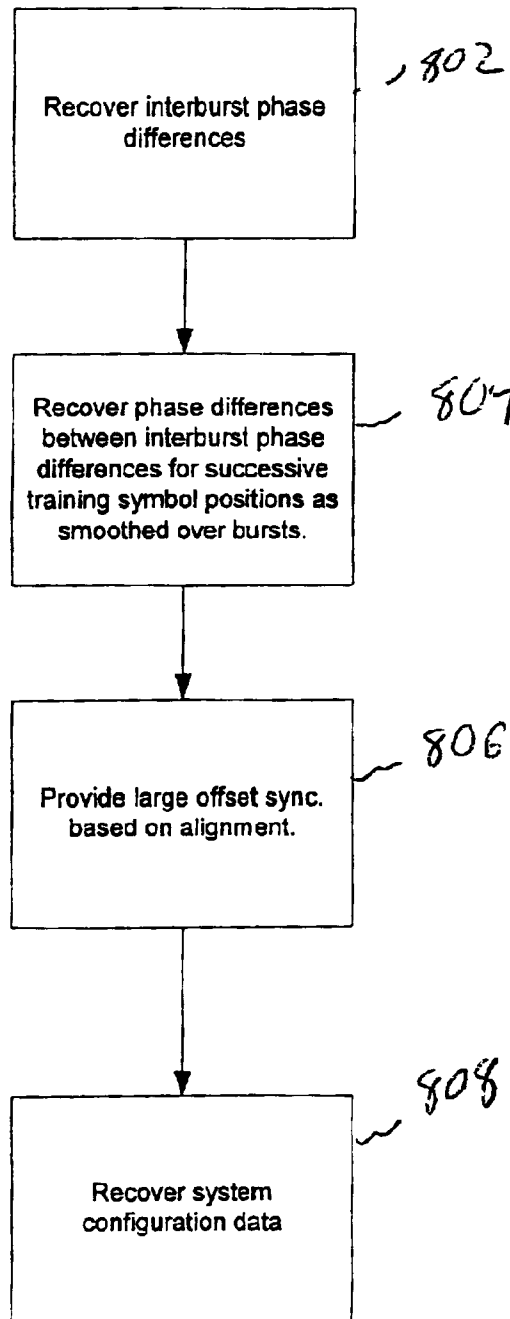 Recover interburst phase
differences
802
Recover phase differences
between interburst phase
differences for successive
training symbol positions as
smoothed over bursts.
804
Provide large offset sync.
based on alignment.
806
Recover system
configuration data
808